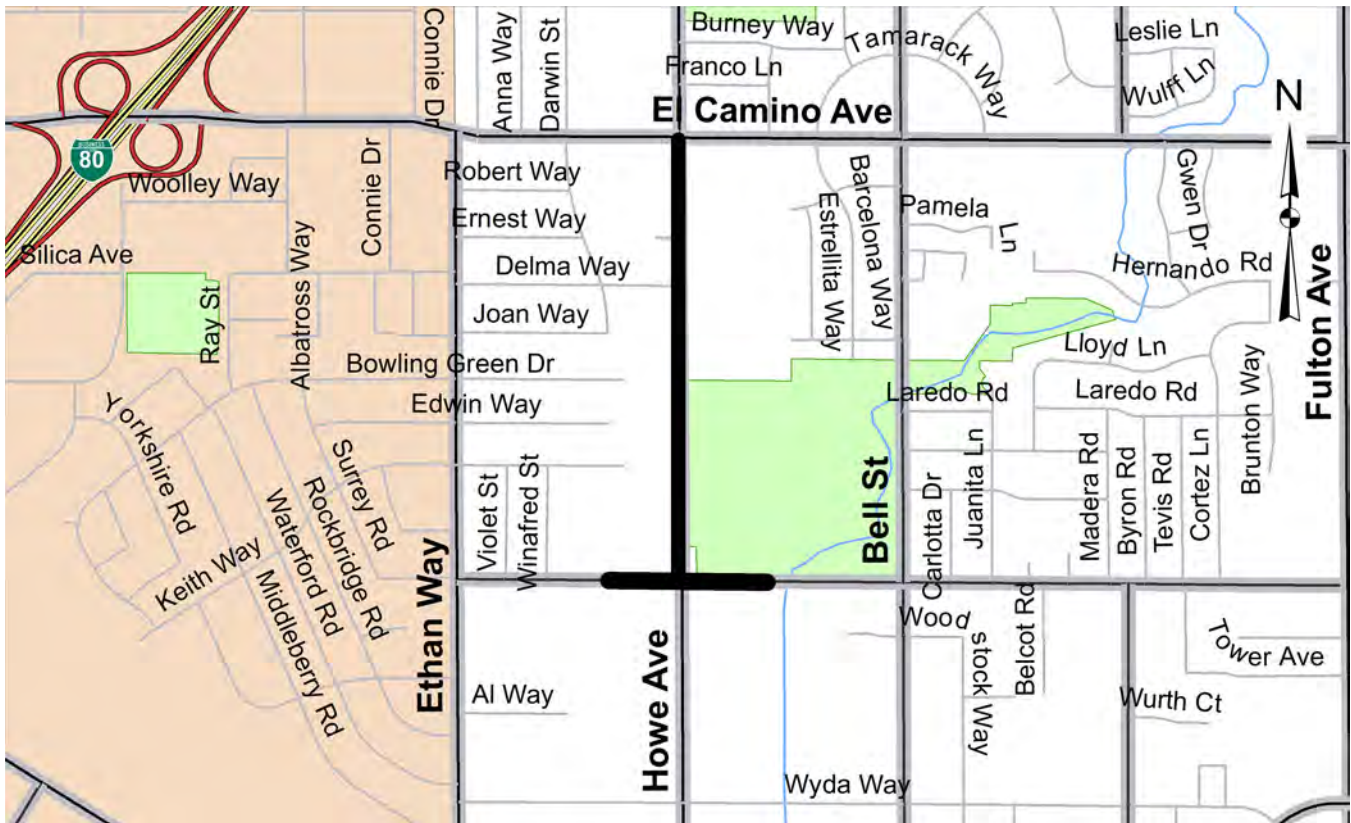 Connie Dr
Anna Way
Darwin St
Burney Way
Franco Ln
Tamarack Way
Leslie Ln
Wulff Ln
N
El Camino Ave
BUSINESS
80
Woolley Way
Connie Dr
Robert Way
Ernest Way
Delma Way
Joan Way
Barcelona Way
Estrellita Way
Pamela Ln
Gwen Dr
Hernando Rd
Silica Ave
Ray St
Albatross Way
Bowling Green Dr
Edwin Way
Lloyd Ln
Laredo Rd
Laredo Rd
Brunton Way
Fulton Ave
Yorkshire Rd
Surrey Rd
Rockbridge Rd
Waterford Rd
Middleberry Rd
Keith Way
Violet St
Winafred St
Bell St
Carlotta Dr
Juanita Ln
Madera Rd
Byron Rd
Tevis Rd
Cortez Ln
Ethan Way
Howe Ave
Al Way
Woodstock Way
Belcot Rd
Tower Ave
Wurth Ct
Wyda Way